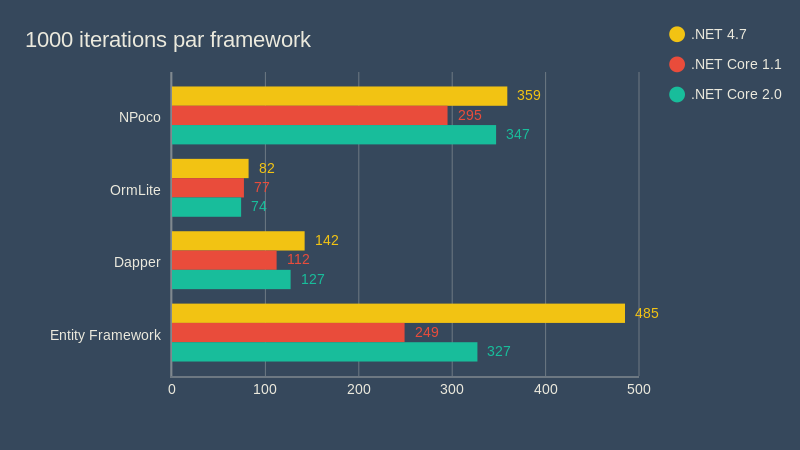 1000 iterations par framework
.NET 4.7
.NET Core 1.1
.NET Core 2.0
NPoco
359
295
347
OrmLite
82
77
74
Dapper
142
112
127
Entity Framework
485
249
327
0 100 200 300 400 500